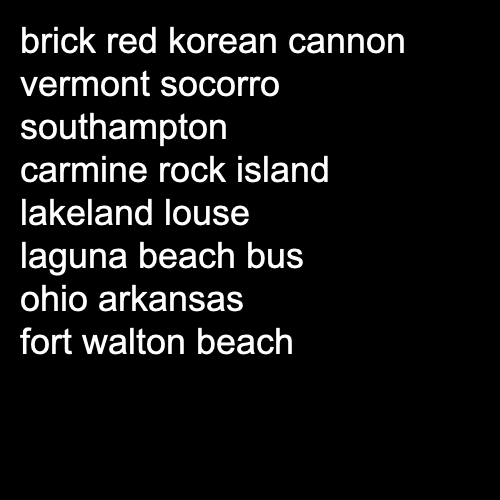 brick red korean cannon
vermont socorro
southampton
carmine rock island
lakeland louse
laguna beach bus
ohio arkansas
fort walton beach